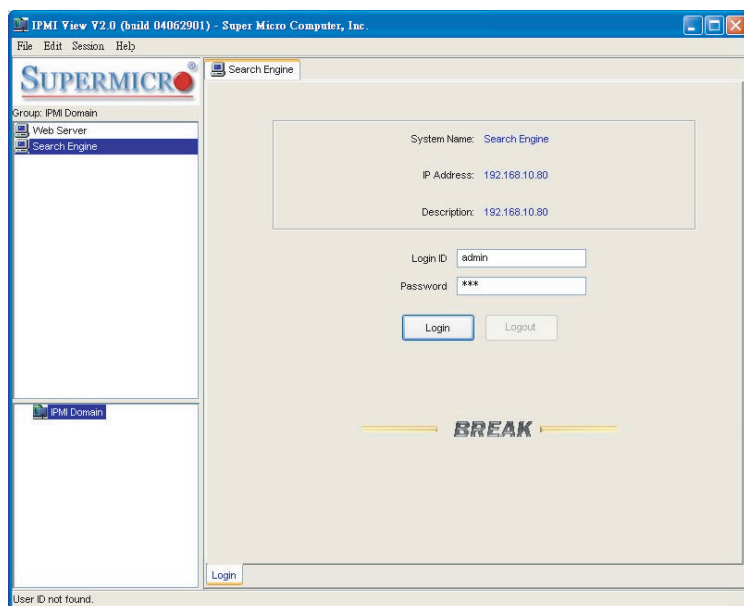 IPMI View V2.0 (build 04062901) - Super Micro Computer, Inc.
File Edit Session Help
SUPERMICRO®
Group: IPMI Domain
Web Server
Search Engine
IPMI Domain
Search Engine
System Name: Search Engine
IP Address: 192.168.10.80
Description: 192.168.10.80
Login ID admin
Password ***
Login Logout
BREAK
Login
User ID not found.